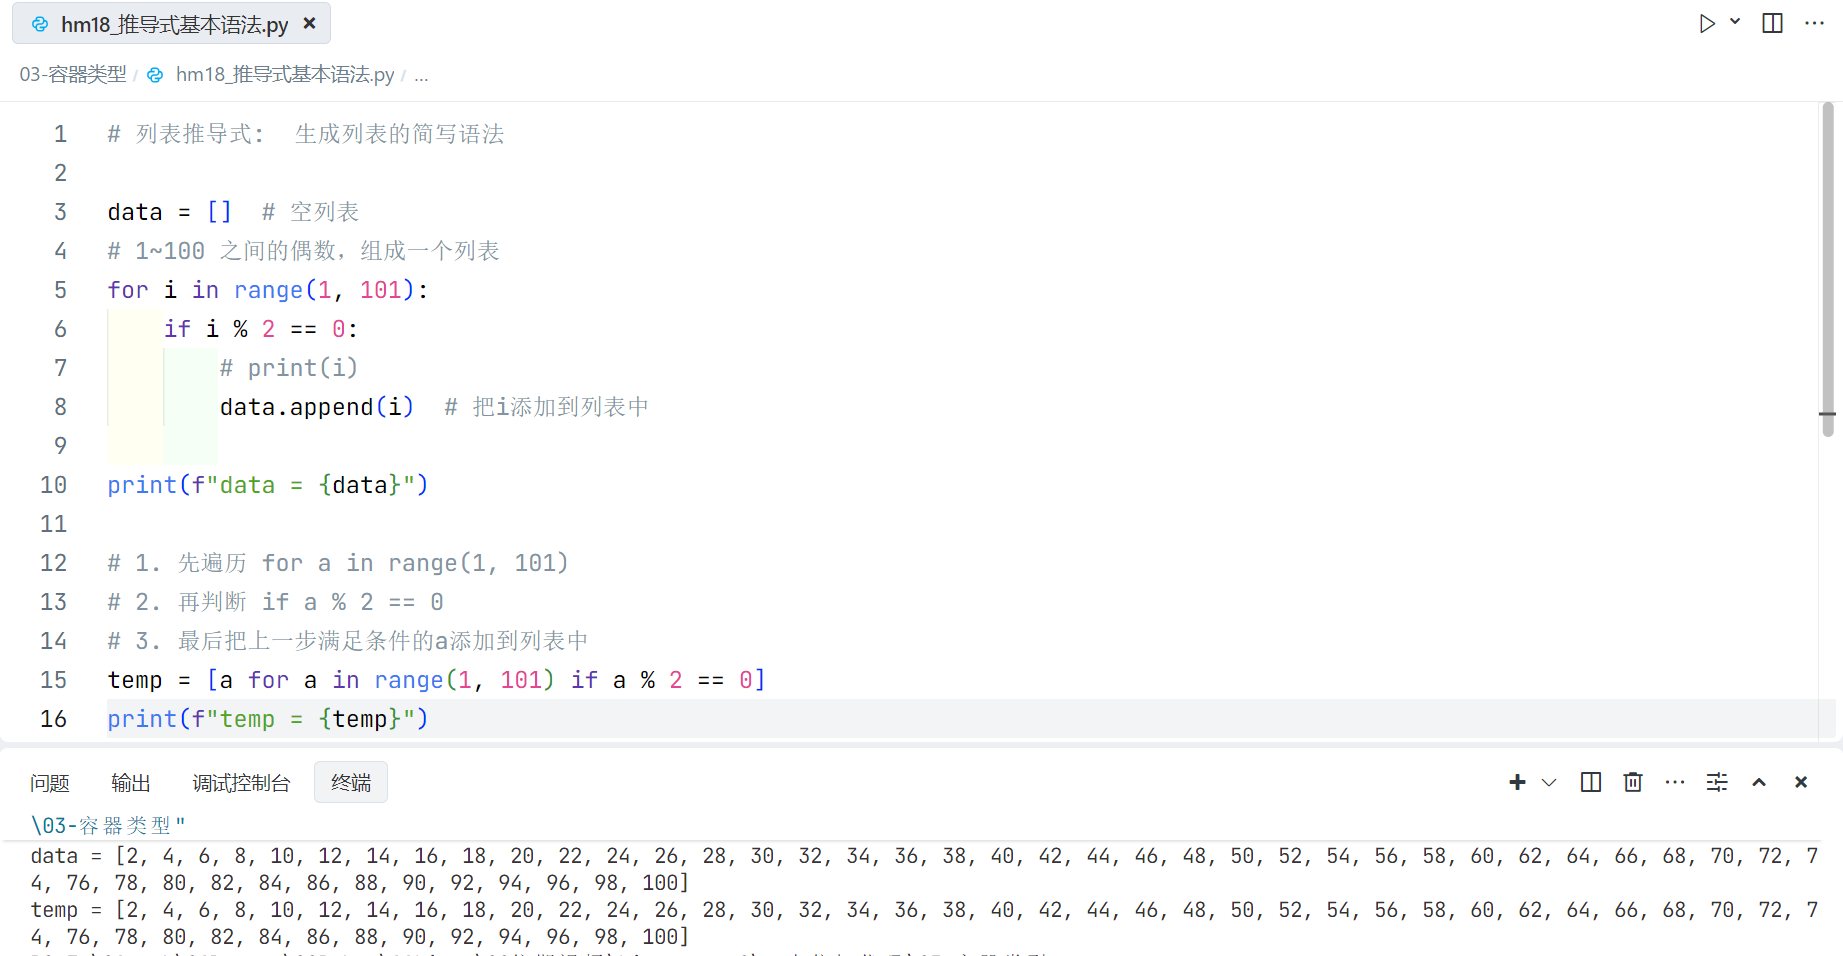 hm18_推导式基本语法.py
03-容器类型 / hm18_推导式基本语法.py / ...
1 # 列表推导式： 生成列表的简写语法
2
3 data = [] # 空列表
4 # 1~100 之间的偶数，组成一个列表
5 for i in range(1, 101):
6 if i % 2 == 0:
7 # print(i)
8 data.append(i) # 把i添加到列表中
9
10 print(f"data = {data}")
11
12 # 1. 先遍历 for a in range(1, 101)
13 # 2. 再判断 if a % 2 == 0
14 # 3. 最后把上一步满足条件的a添加到列表中
15 temp = [a for a in range(1, 101) if a % 2 == 0]
16 print(f"temp = {temp}")
问题 输出 调试控制台 终端
\03-容器类型"
data = [2, 4, 6, 8, 10, 12, 14, 16, 18, 20, 22, 24, 26, 28, 30, 32, 34, 36, 38, 40, 42, 44, 46, 48, 50, 52, 54, 56, 58, 60, 62, 64, 66, 68, 70, 72, 7
4, 76, 78, 80, 82, 84, 86, 88, 90, 92, 94, 96, 98, 100]
temp = [2, 4, 6, 8, 10, 12, 14, 16, 18, 20, 22, 24, 26, 28, 30, 32, 34, 36, 38, 40, 42, 44, 46, 48, 50, 52, 54, 56, 58, 60, 62, 64, 66, 68, 70, 72, 7
4, 76, 78, 80, 82, 84, 86, 88, 90, 92, 94, 96, 98, 100]